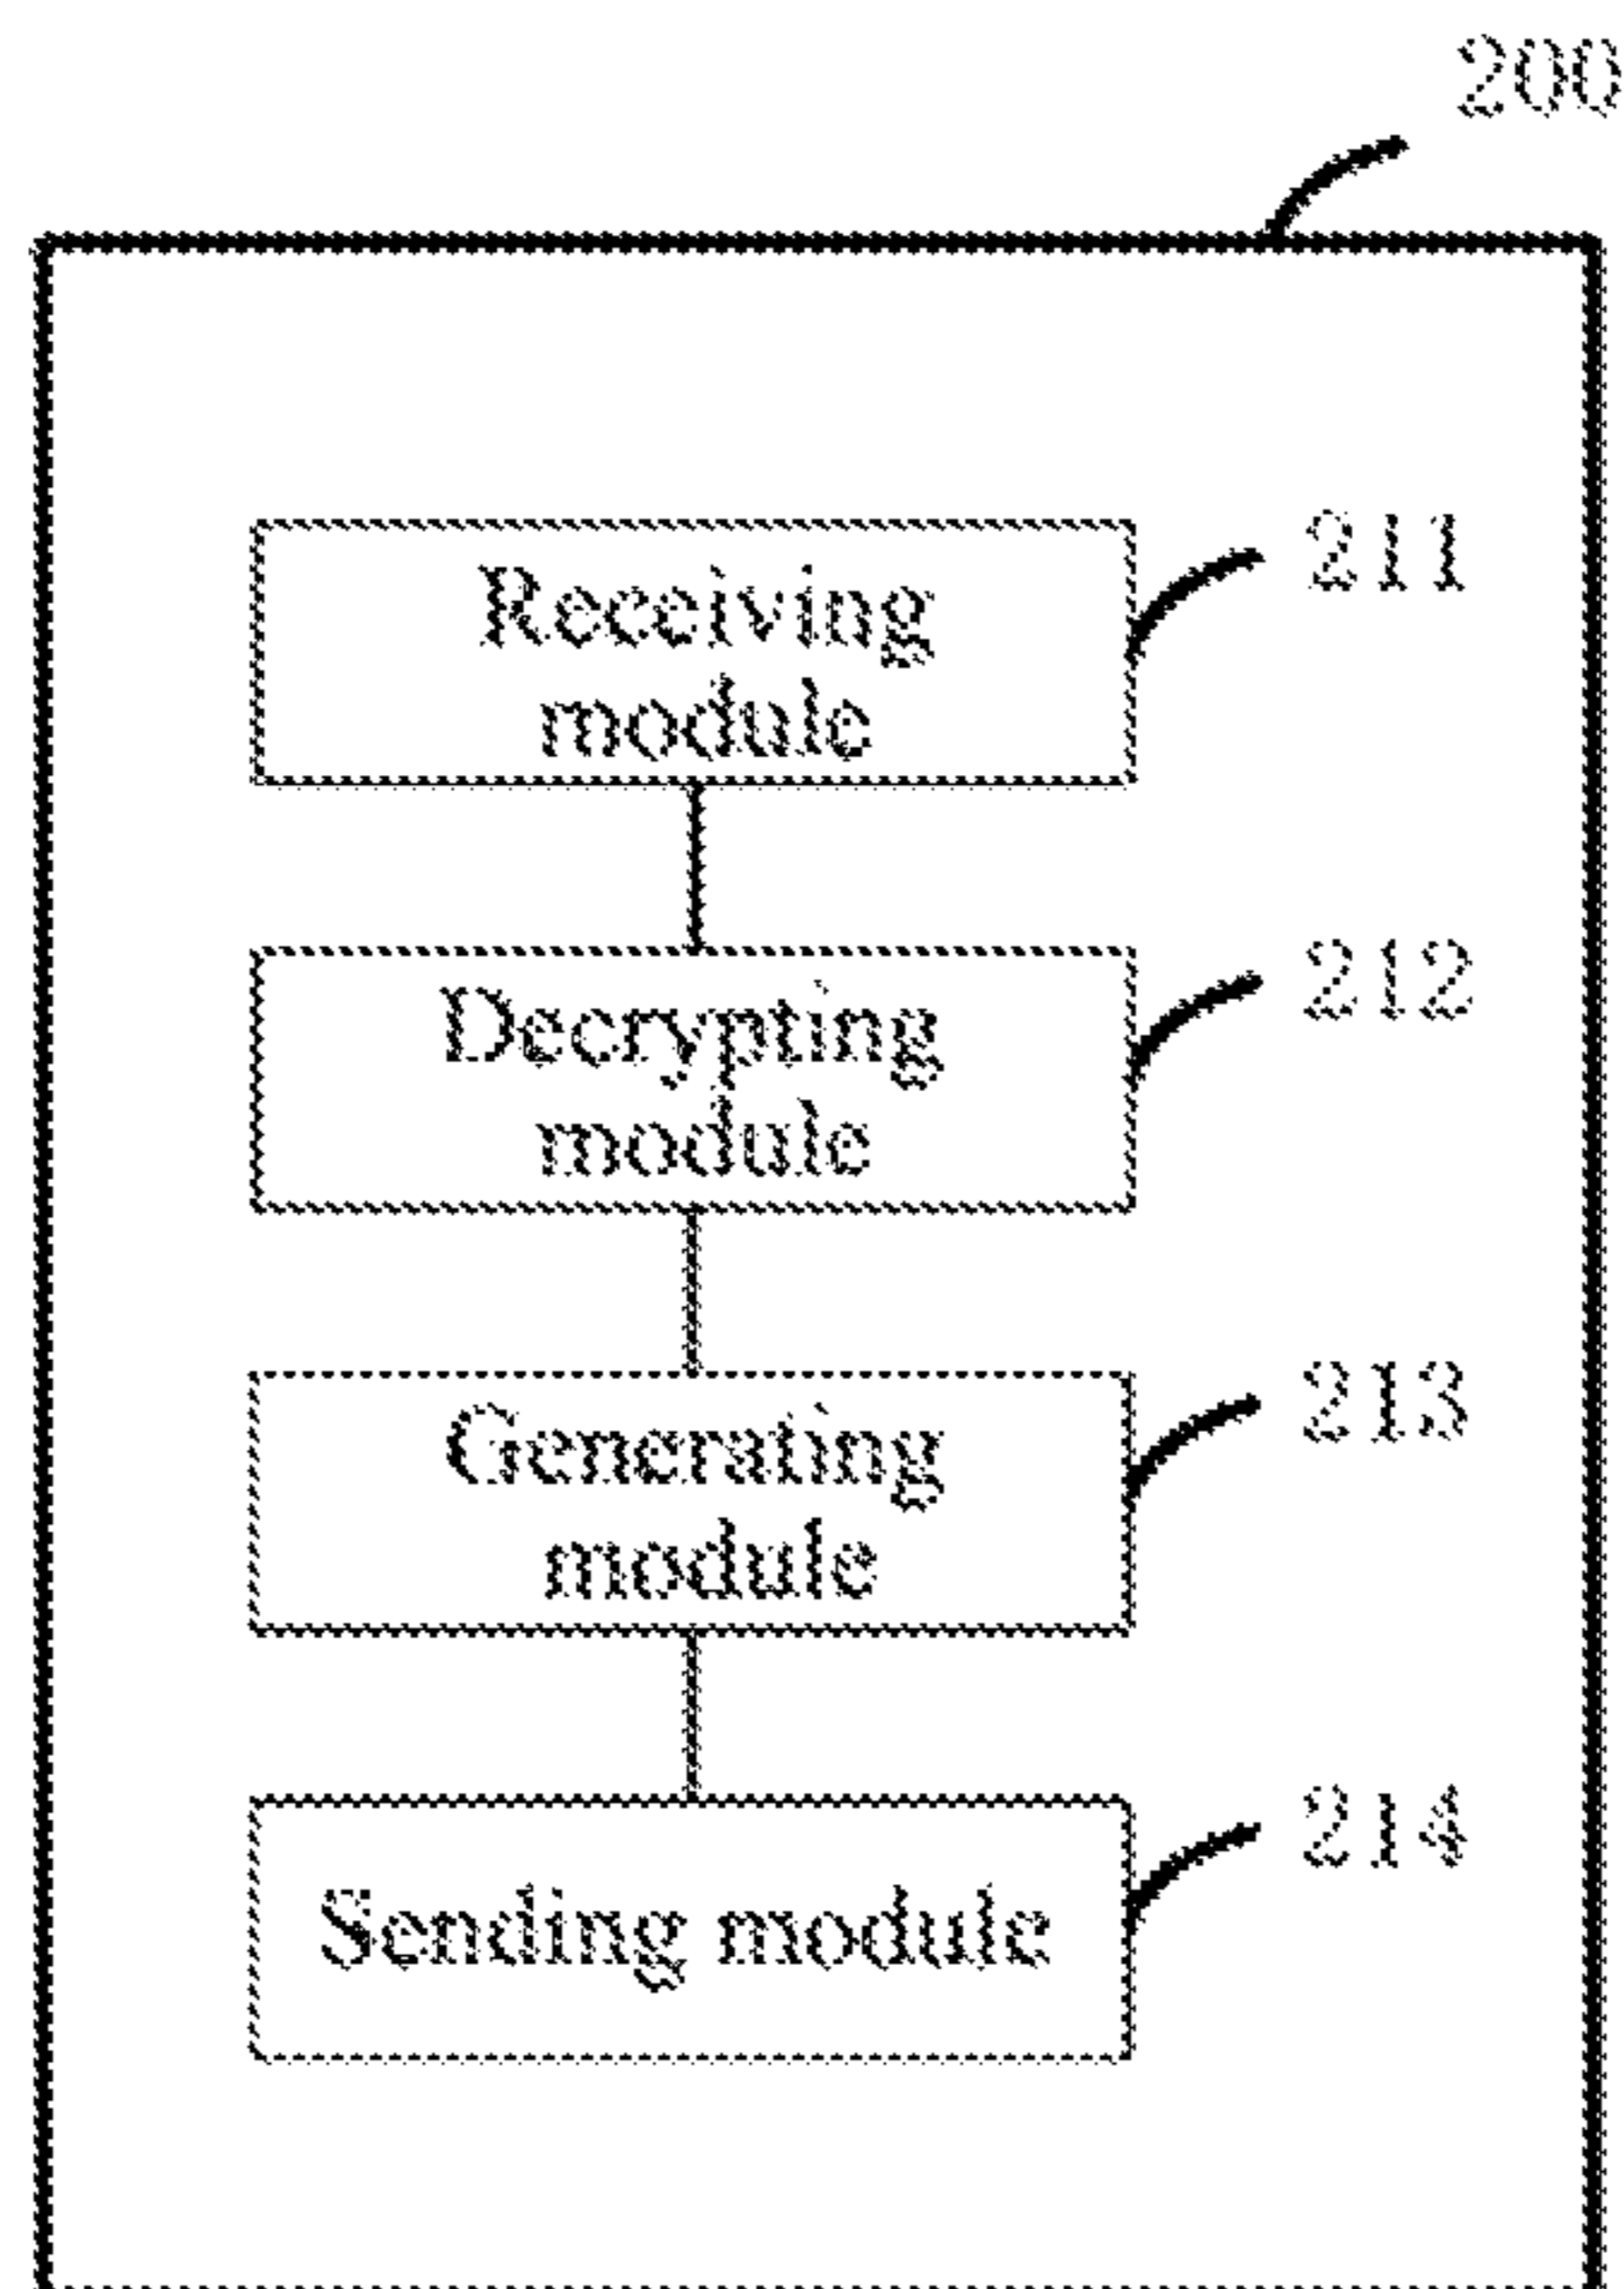 200
Receiving
module
211
Decrypting
module
212
Generating
module
213
Sending module
214